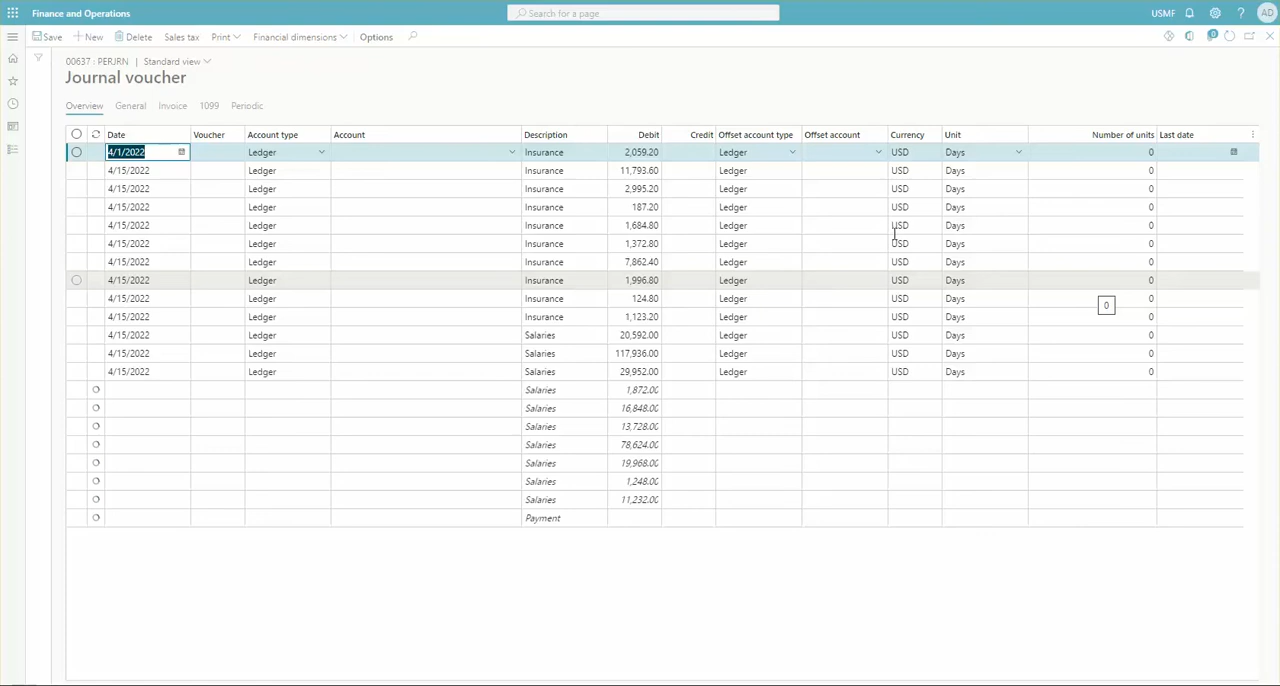 Finance and Operations Search for a page USMF ? AD
Save New Delete Sales tax Print Financial dimensions Options 0
00637 : PERJRN | Standard view
Journal voucher
Overview General Invoice 1099 Periodic
Date Voucher Account type Account Description Debit Credit Offset account type Offset account Currency Unit Number of units Last date
4/1/2022 Ledger Insurance 2,059.20 Ledger USD Days 0
4/15/2022 Ledger Insurance 11,793.60 Ledger USD Days 0
4/15/2022 Ledger Insurance 2,995.20 Ledger USD Days 0
4/15/2022 Ledger Insurance 187.20 Ledger USD Days 0
4/15/2022 Ledger Insurance 1,684.80 Ledger USD Days 0
4/15/2022 Ledger Insurance 1,372.80 Ledger USD Days 0
4/15/2022 Ledger Insurance 7,862.40 Ledger USD Days 0
4/15/2022 Ledger Insurance 1,996.80 Ledger USD Days 0
4/15/2022 Ledger Insurance 124.80 Ledger USD Days 0
0
4/15/2022 Ledger Insurance 1,123.20 Ledger USD Days 0
4/15/2022 Ledger Salaries 20,592.00 Ledger USD Days 0
4/15/2022 Ledger Salaries 117,936.00 Ledger USD Days 0
4/15/2022 Ledger Salaries 29,952.00 Ledger USD Days 0
Salaries 1,872.00
Salaries 16,848.00
Salaries 13,728.00
Salaries 78,624.00
Salaries 19,968.00
Salaries 1,248.00
Salaries 11,232.00
Payment